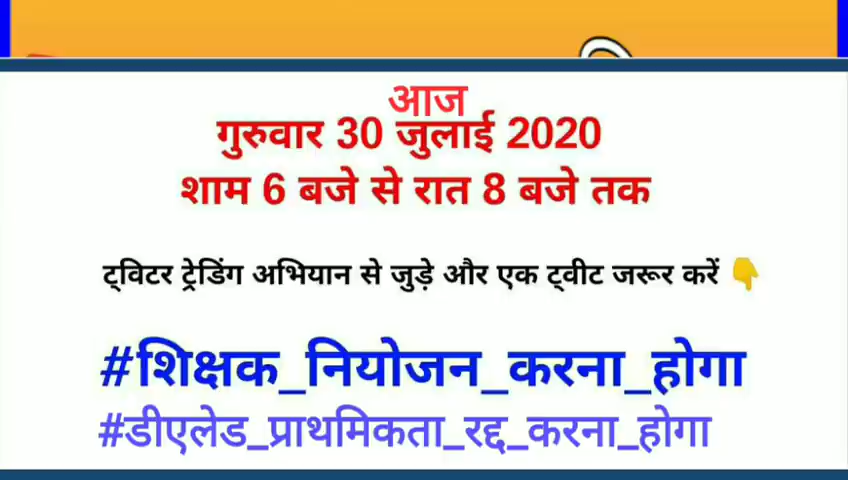 आज
गुरुवार 30 जुलाई 2020
शाम 6 बजे से रात 8 बजे तक
ट्विटर ट्रेडिंग अभियान से जुड़े और एक ट्वीट जरूर करें 👇
#शिक्षक_नियोजन_करना_होगा
#डीएलेड_प्राथमिकता_रद्द_करना_होगा